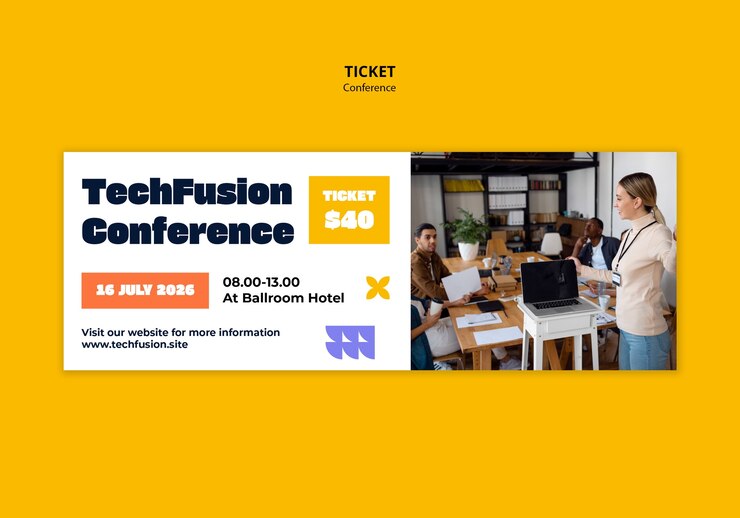 TICKET
Conference
TechFusion
Conference
TICKET
$40
16 JULY 2026
08.00-13.00
At Ballroom Hotel
Visit our website for more information
www.techfusion.site